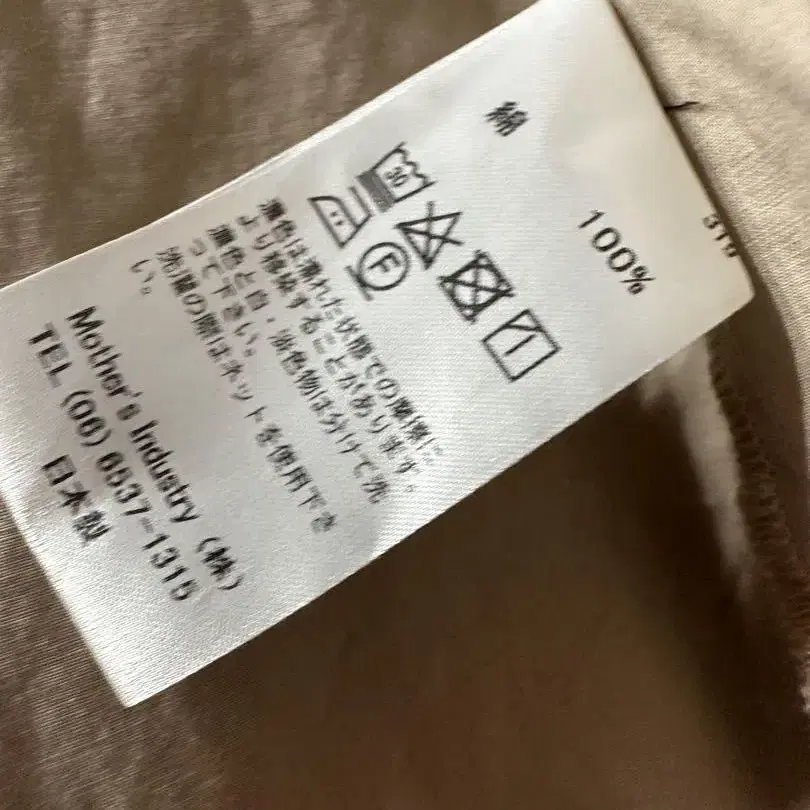 319
綿 100%
30
F
濃色は濡れた状態での摩擦に
より移染することがあります。
濃色と白・淡色物は分けて洗
って下さい。
洗濯の際はネットを使用下さ
い。
Mother's Industry (株)
TEL (06) 6537-1315
日本製